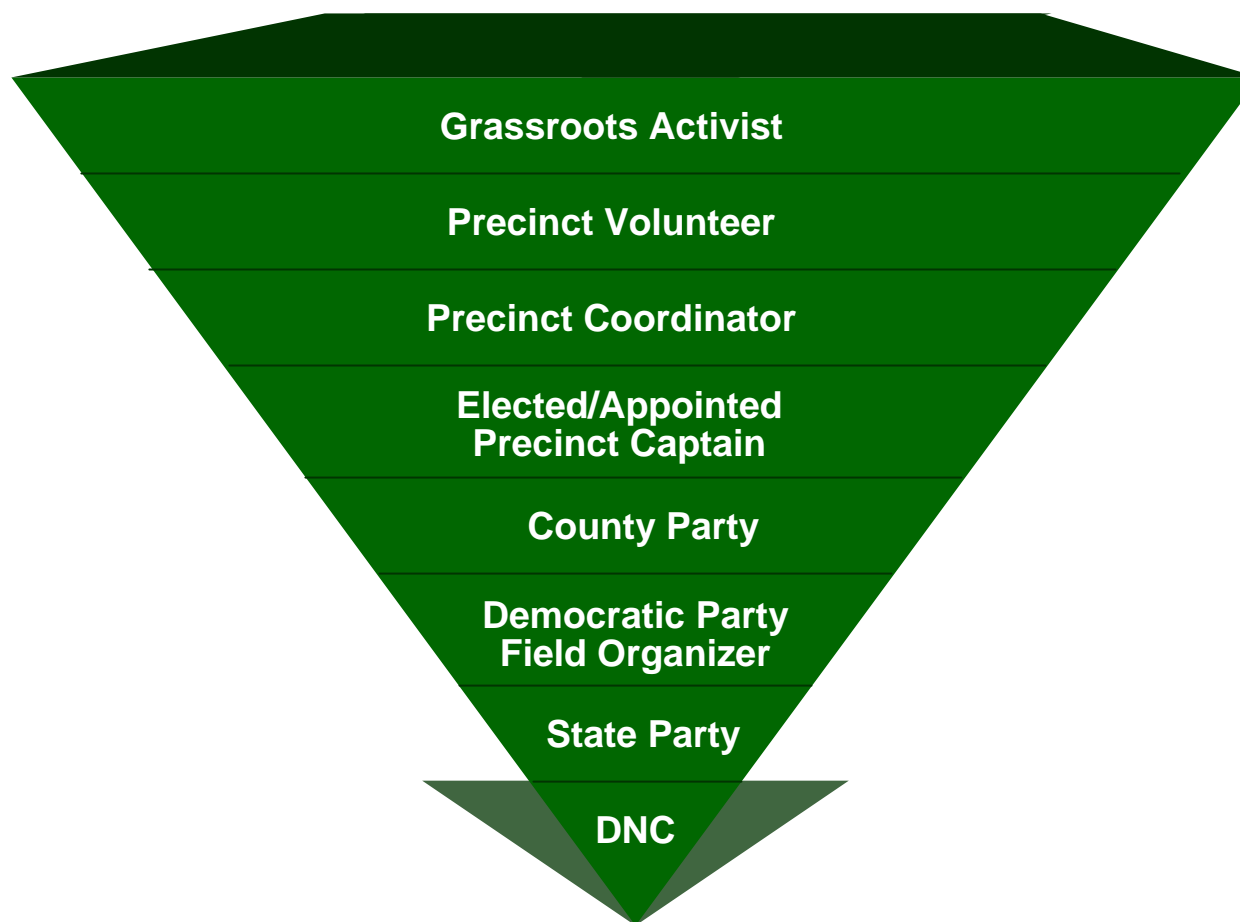 Grassroots Activist
Precinct Volunteer
Precinct Coordinator
Elected/Appointed
Precinct Captain
County Party
Democratic Party
Field Organizer
State Party
DNC